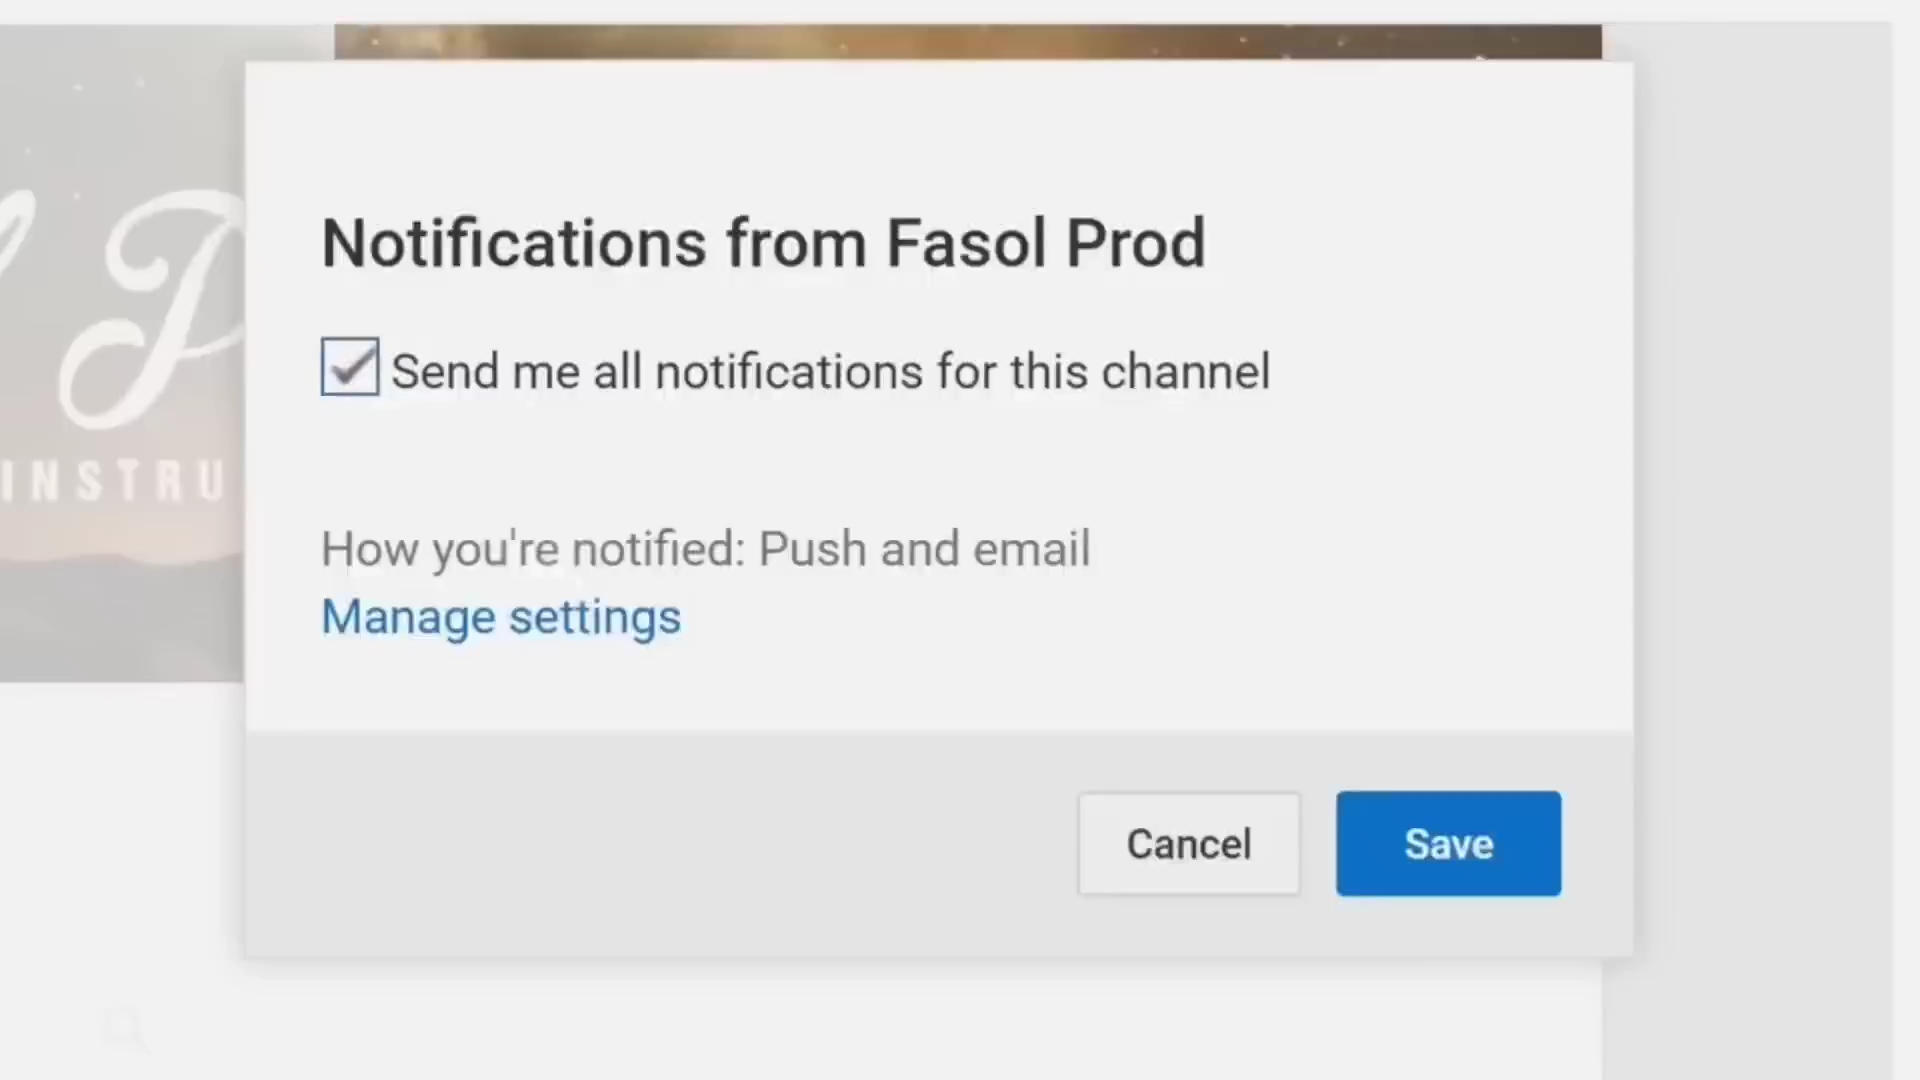 Notifications from Fasol Prod
Send me all notifications for this channel
INSTRU
How you're notified: Push and email
Manage settings
Cancel
Save